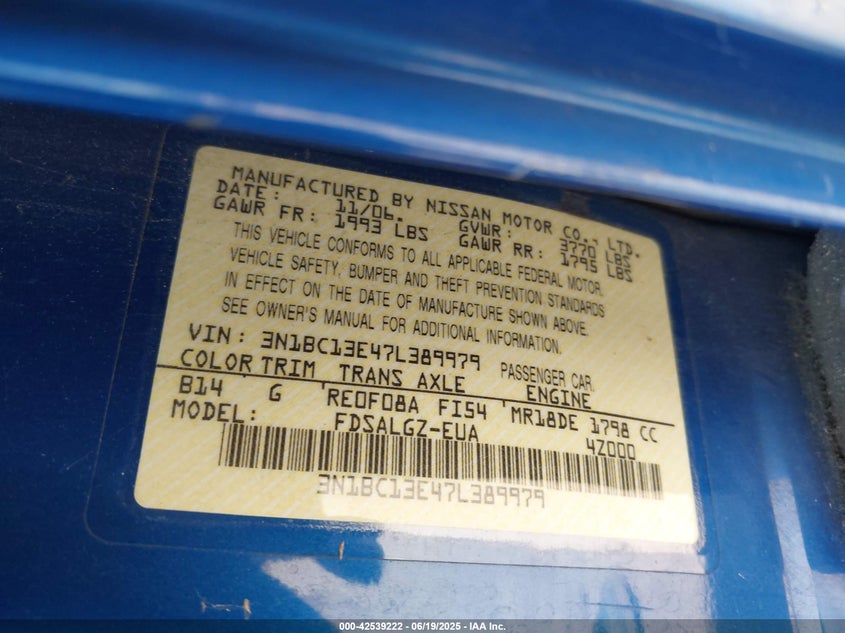 MANUFACTURED BY NISSAN MOTOR CO., LTD.
DATE: 11/06. GVWR: 3770 LBS
GAWR FR: 1993 LBS GAWR RR: 1795 LBS
THIS VEHICLE CONFORMS TO ALL APPLICABLE FEDERAL MOTOR
VEHICLE SAFETY, BUMPER AND THEFT PREVENTION STANDARDS
IN EFFECT ON THE DATE OF MANUFACTURE SHOWN ABOVE.
SEE OWNER'S MANUAL FOR ADDITIONAL INFORMATION.
VIN: 3N1BC13E47L389979 PASSENGER CAR
COLOR TRIM TRANS AXLE ENGINE
B14 G RE0F08A FI54 MR18DE 1798 CC
MODEL: FDSALGZ-EUA 4Z000
3N1BC13E47L389979
000-42539222 - 06/19/2025 - IAA Inc.